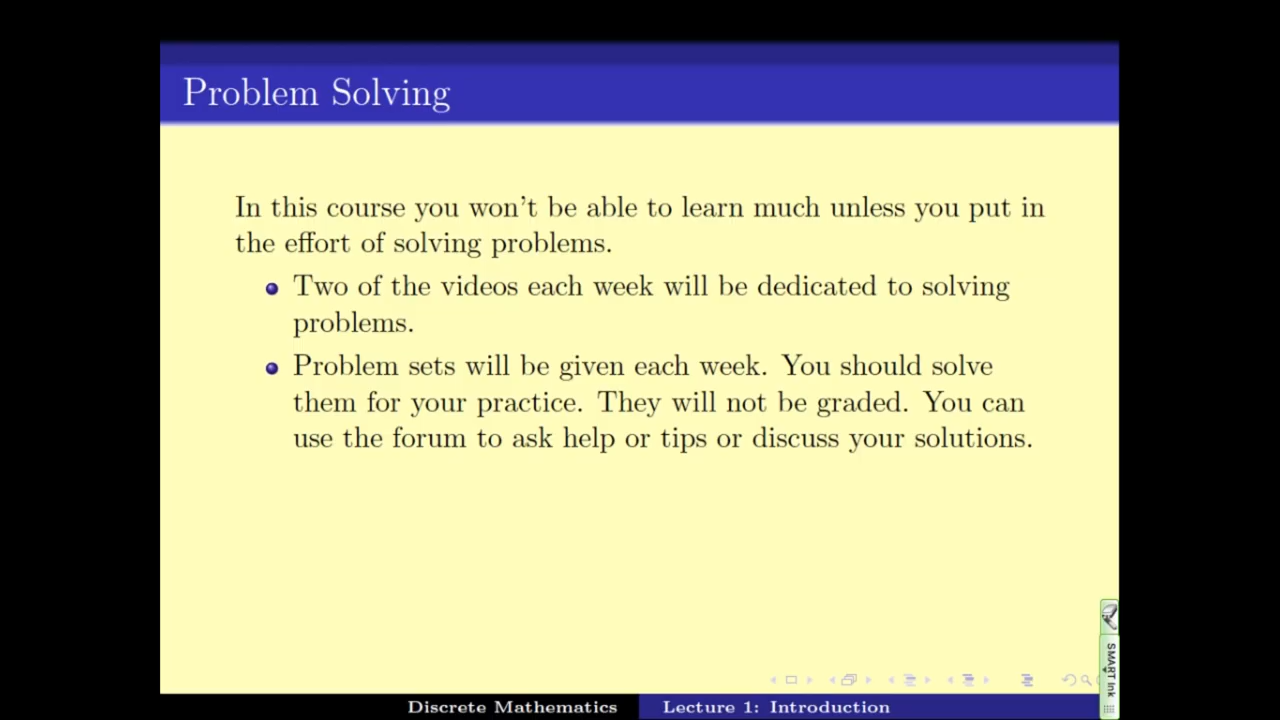 Problem Solving
In this course you won't be able to learn much unless you put in
the effort of solving problems.
Two of the videos each week will be dedicated to solving
problems.
Problem sets will be given each week. You should solve
them for your practice. They will not be graded. You can
use the forum to ask help or tips or discuss your solutions.
SMART Ink
Discrete Mathematics
Lecture 1: Introduction